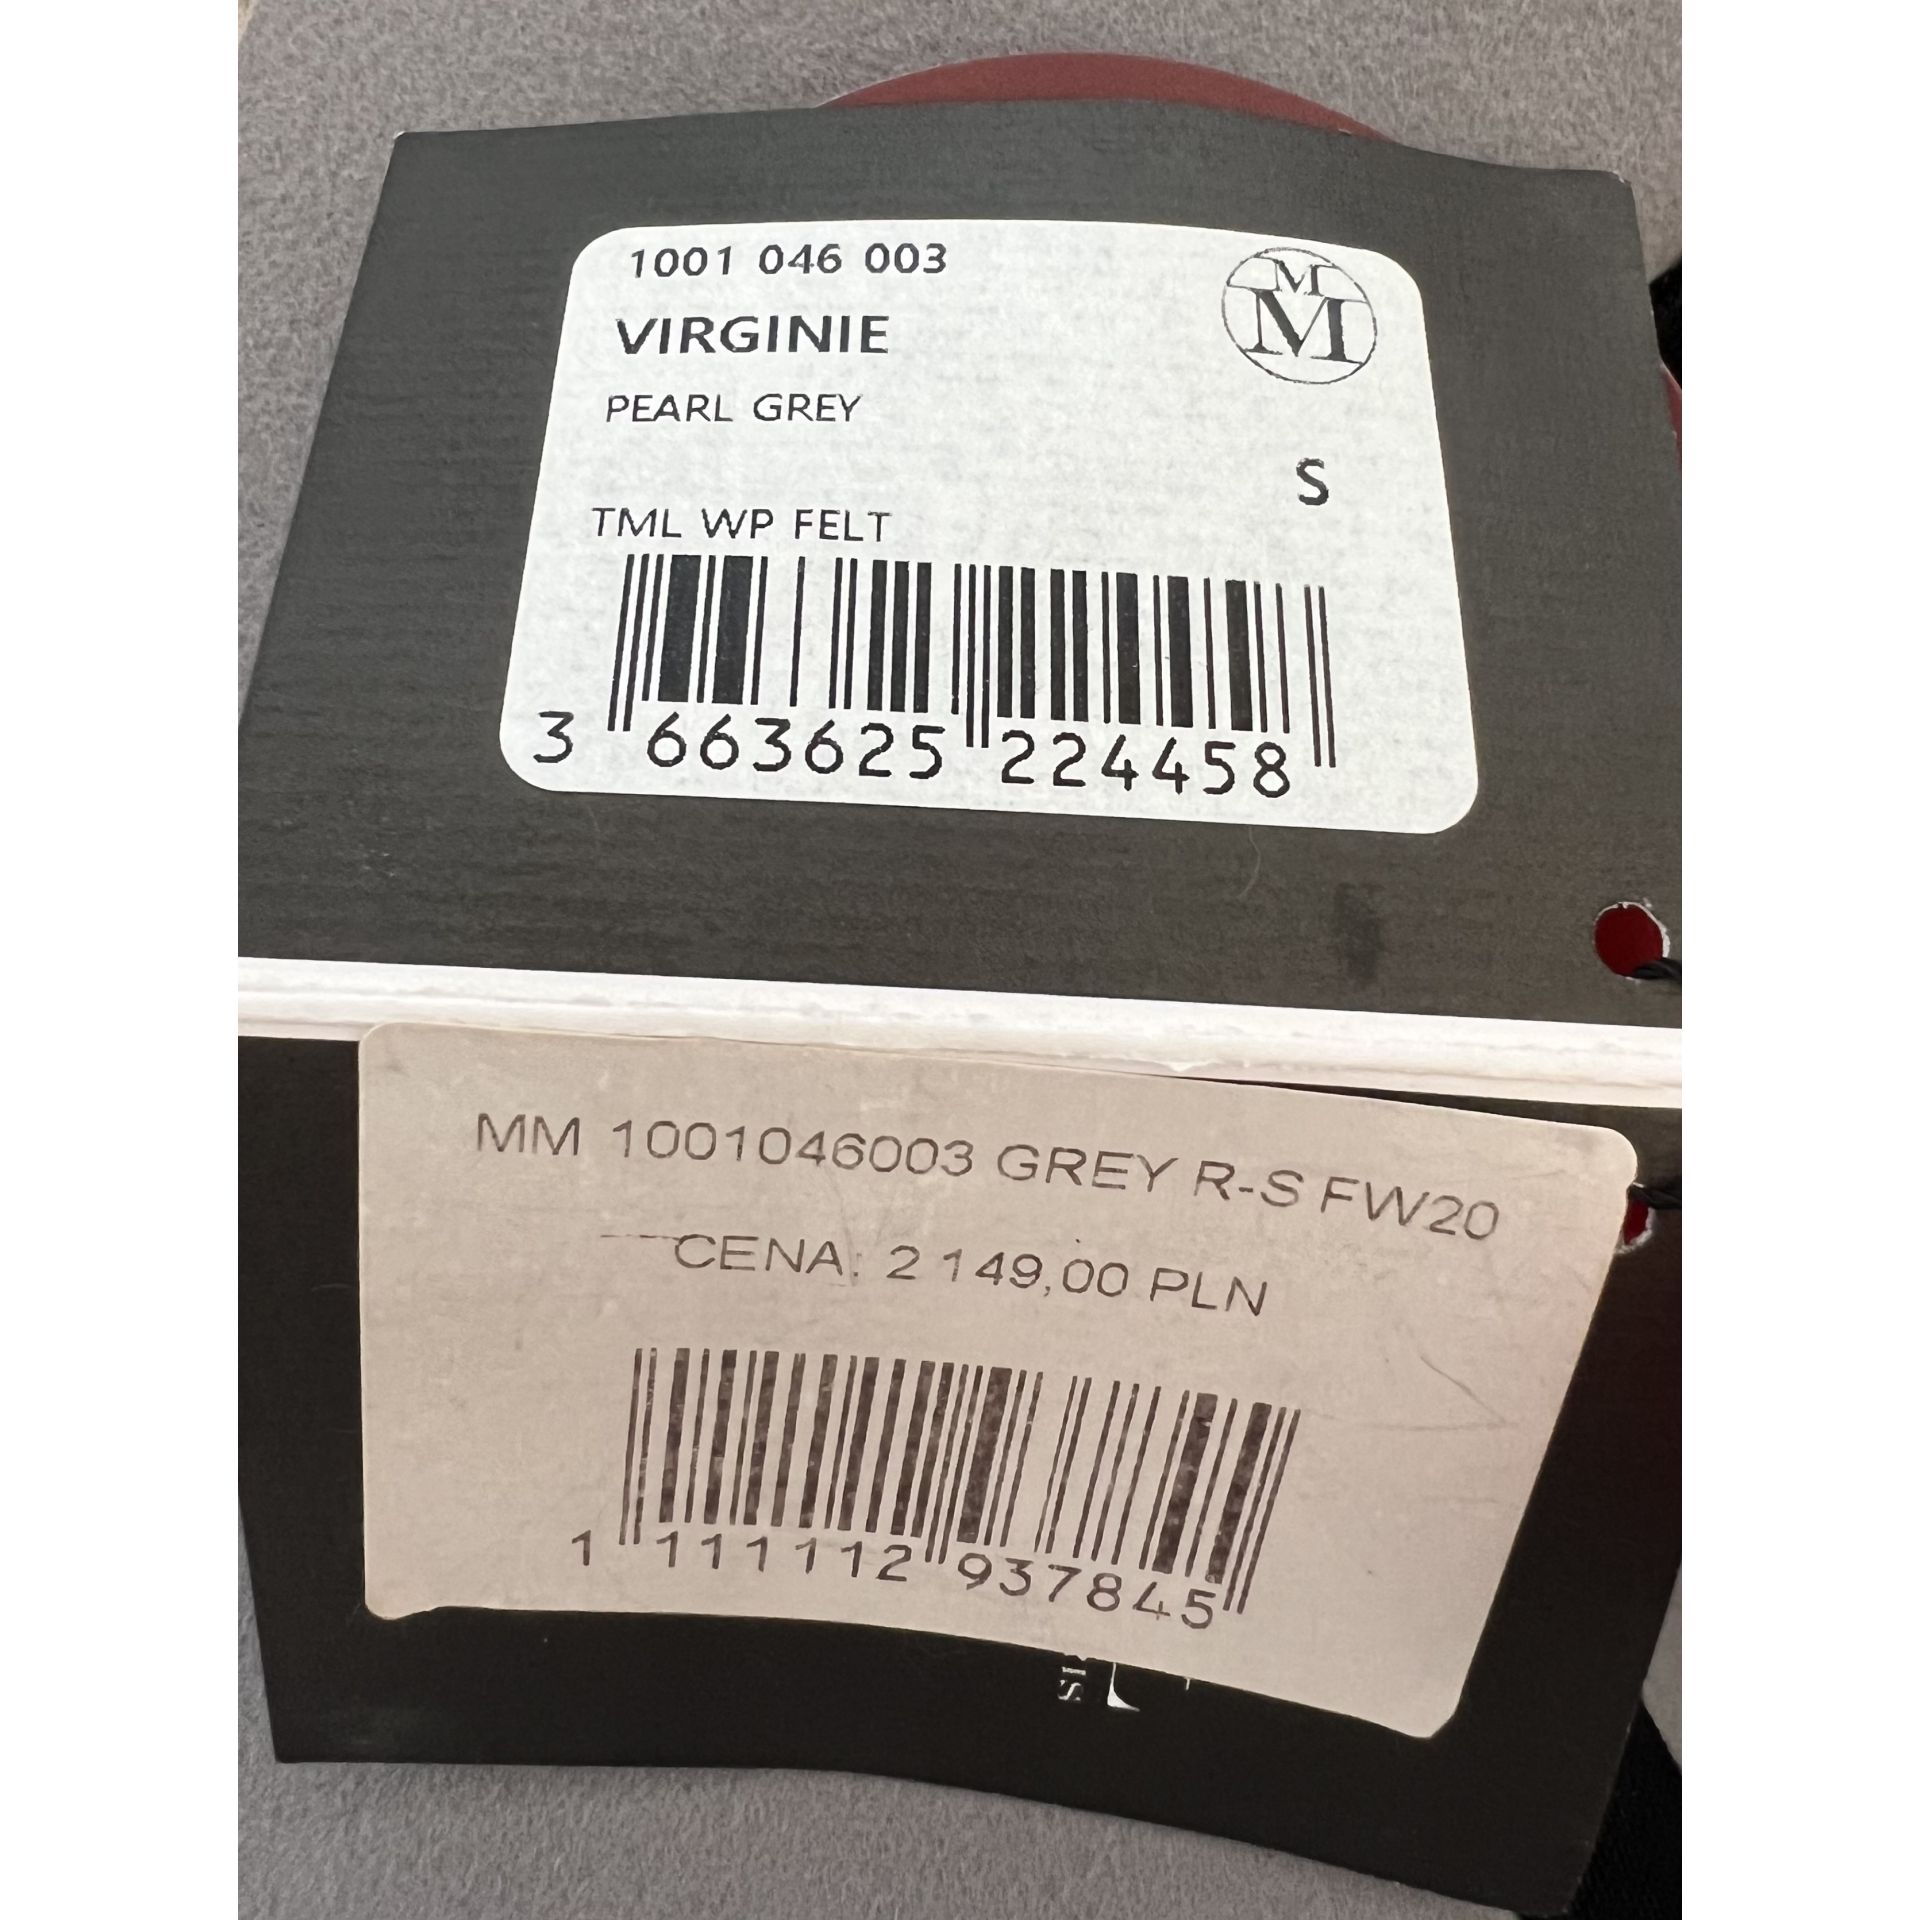 1001 046 003
M
M
VIRGINIE
PEARL GREY
S
TML WP FELT
3 663625 224458
MM 1001046003 GREY R-S FW20
CENA: 2 149,00 PLN
1 111112 937845